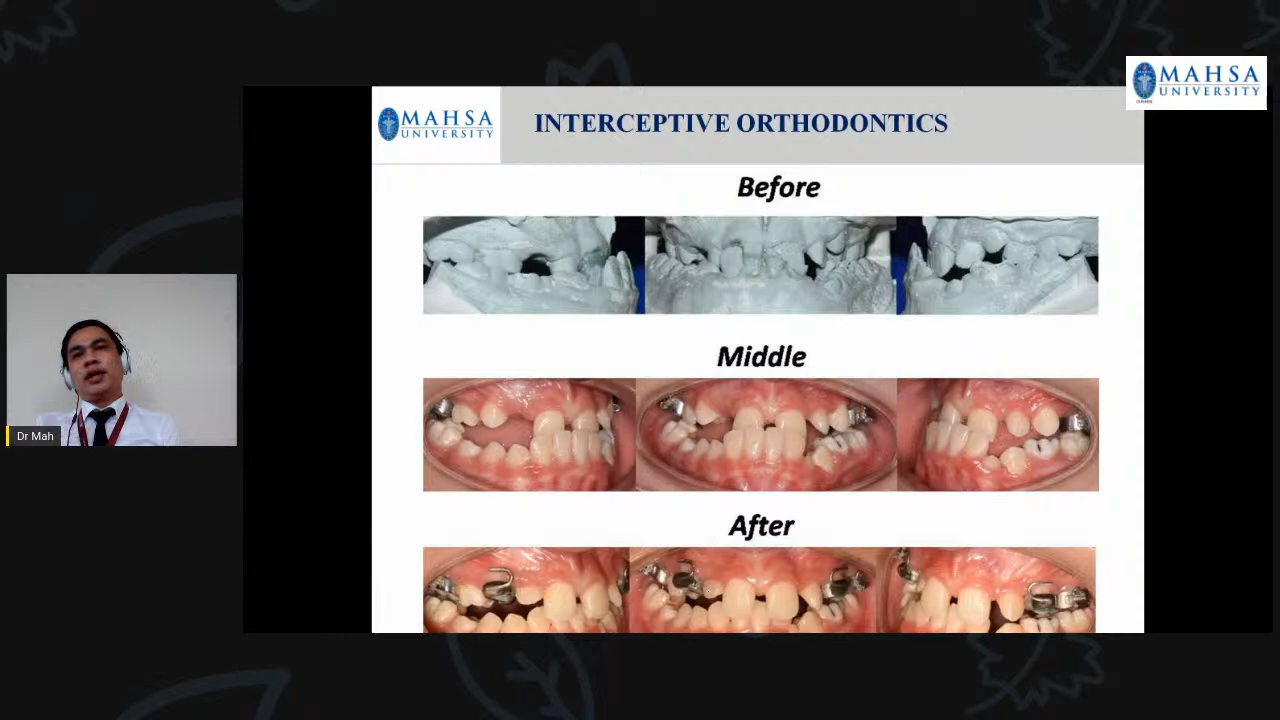 MAHSA
UNIVERSITY
MAHSA
UNIVERSITY
INTERCEPTIVE ORTHODONTICS
Before
Middle
After
Dr Mah